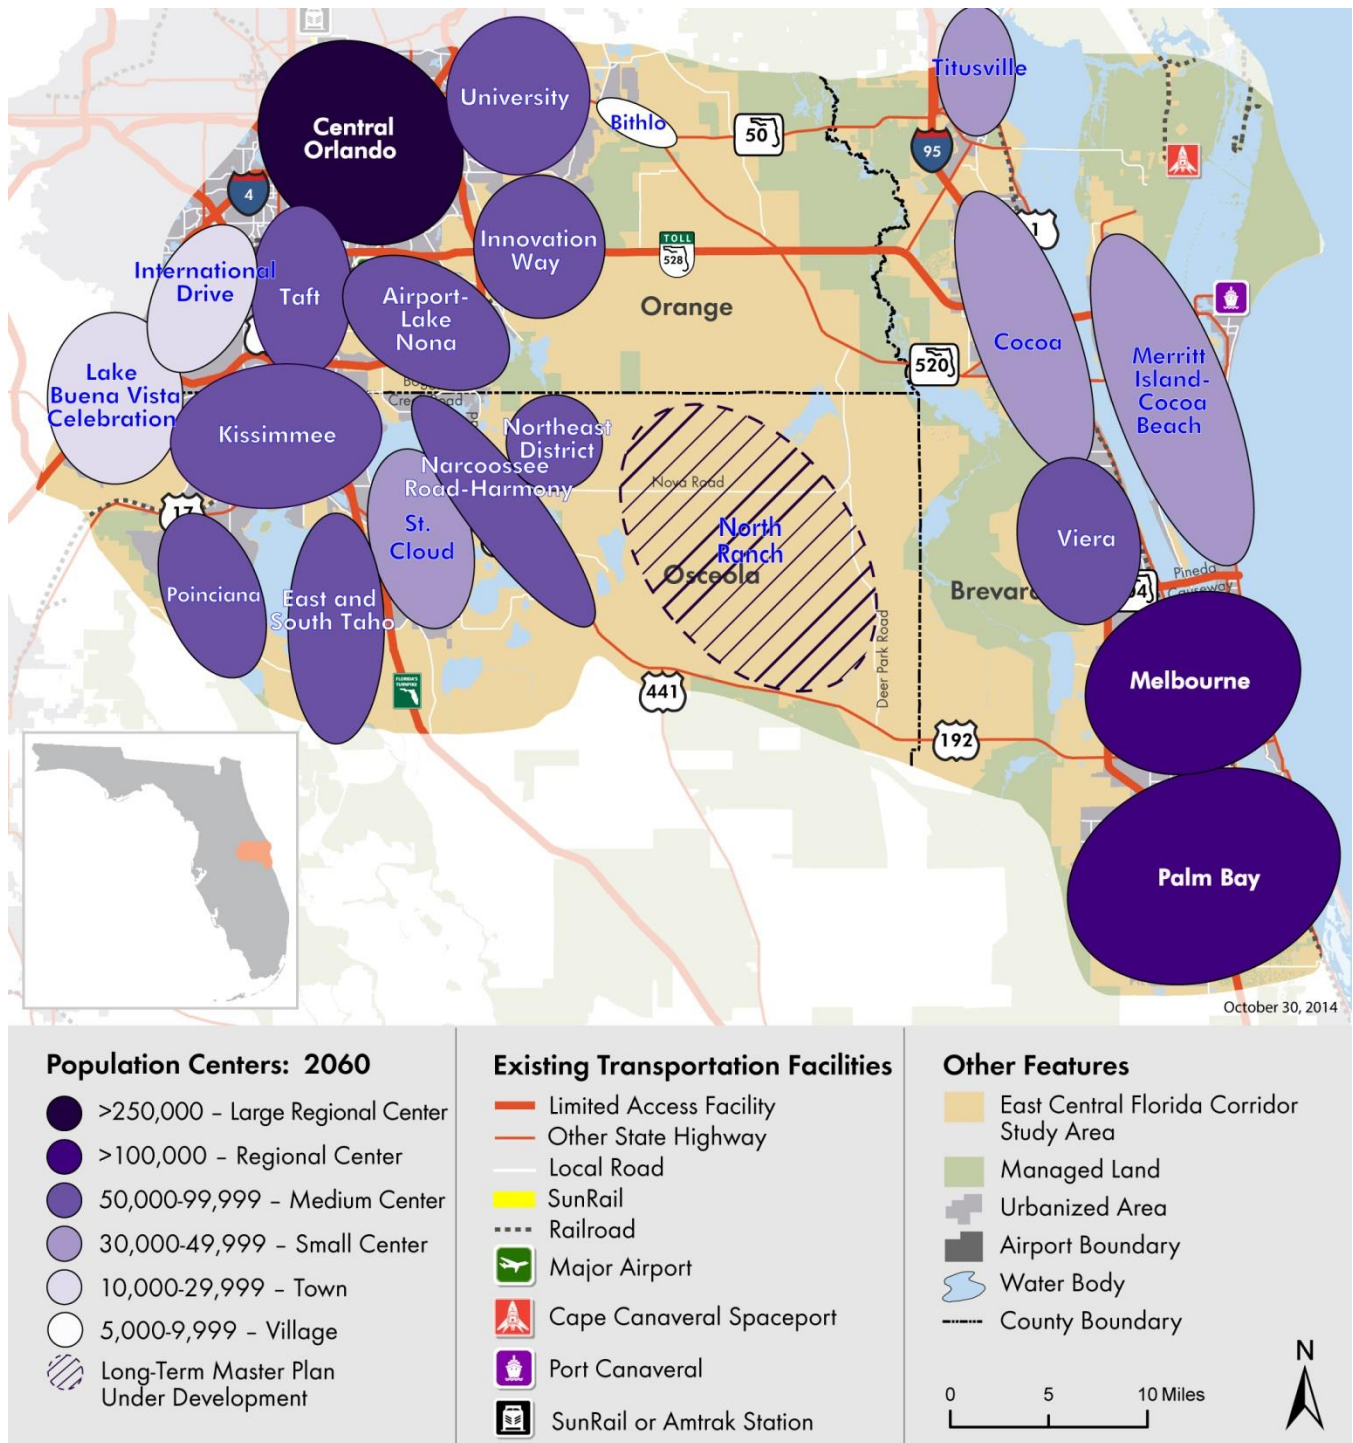 Titusville
University
Central
Orlando
Bithlo
50
95
4
1
TOLL
528
Innovation
Way
International
Drive
Taft
Airport-
Lake
Nona
Orange
Cocoa
520
Merritt
Island-
Cocoa
Beach
Lake
Buena Vista
Celebration
Kissimmee
Northeast
District
Narcoossee
Road-Harmony
Nova Road
17
St.
Cloud
North
Ranch
Osceola
Viera
Pineda
Causeway
Poinciana
East and
South Taho
Deer Park Road
FLORIDA'S
TURNPIKE
441
192
Melbourne
Palm Bay
October 30, 2014
Population Centers: 2060
>250,000 – Large Regional Center
>100,000 – Regional Center
50,000-99,999 – Medium Center
30,000-49,999 – Small Center
10,000-29,999 – Town
5,000-9,999 – Village
Long-Term Master Plan
Under Development
Existing Transportation Facilities
Limited Access Facility
Other State Highway
Local Road
SunRail
Railroad
Major Airport
Cape Canaveral Spaceport
Port Canaveral
SunRail or Amtrak Station
Other Features
East Central Florida Corridor
Study Area
Managed Land
Urbanized Area
Airport Boundary
Water Body
County Boundary
N
0 5 10 Miles